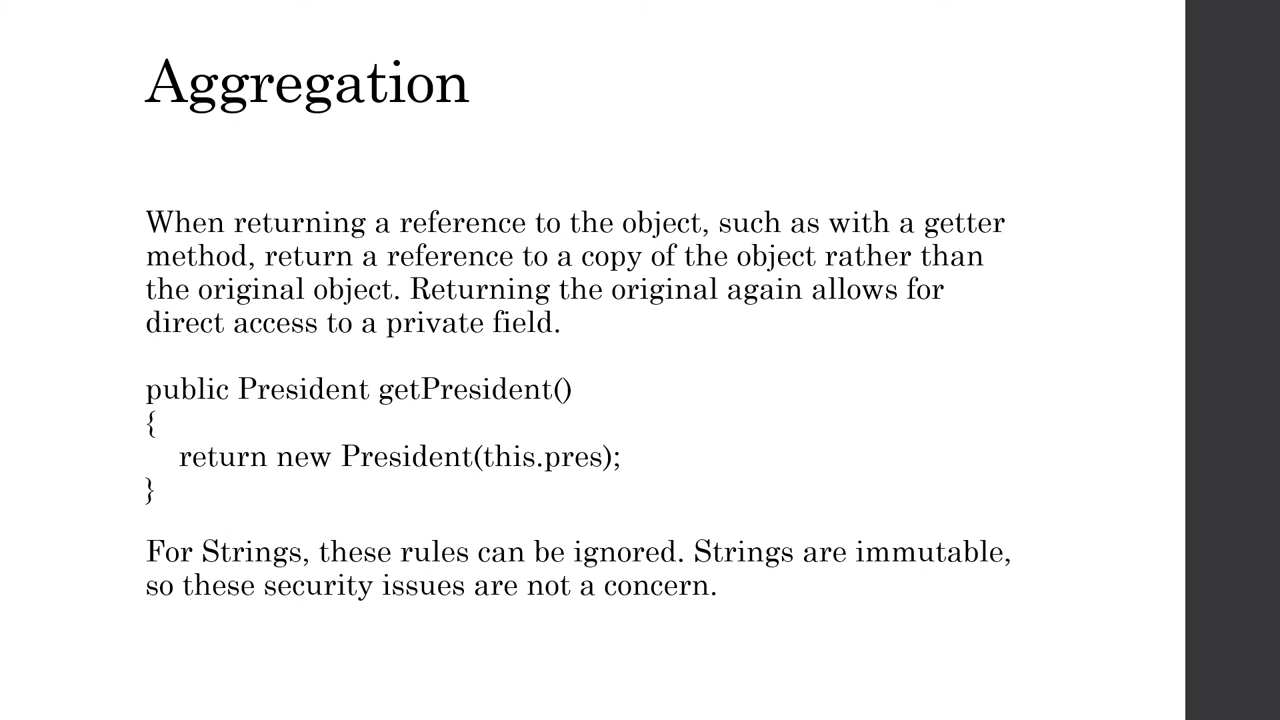 Aggregation
When returning a reference to the object, such as with a getter
method, return a reference to a copy of the object rather than
the original object. Returning the original again allows for
direct access to a private field.
public President getPresident()
{
return new President(this.pres);
}
For Strings, these rules can be ignored. Strings are immutable,
so these security issues are not a concern.